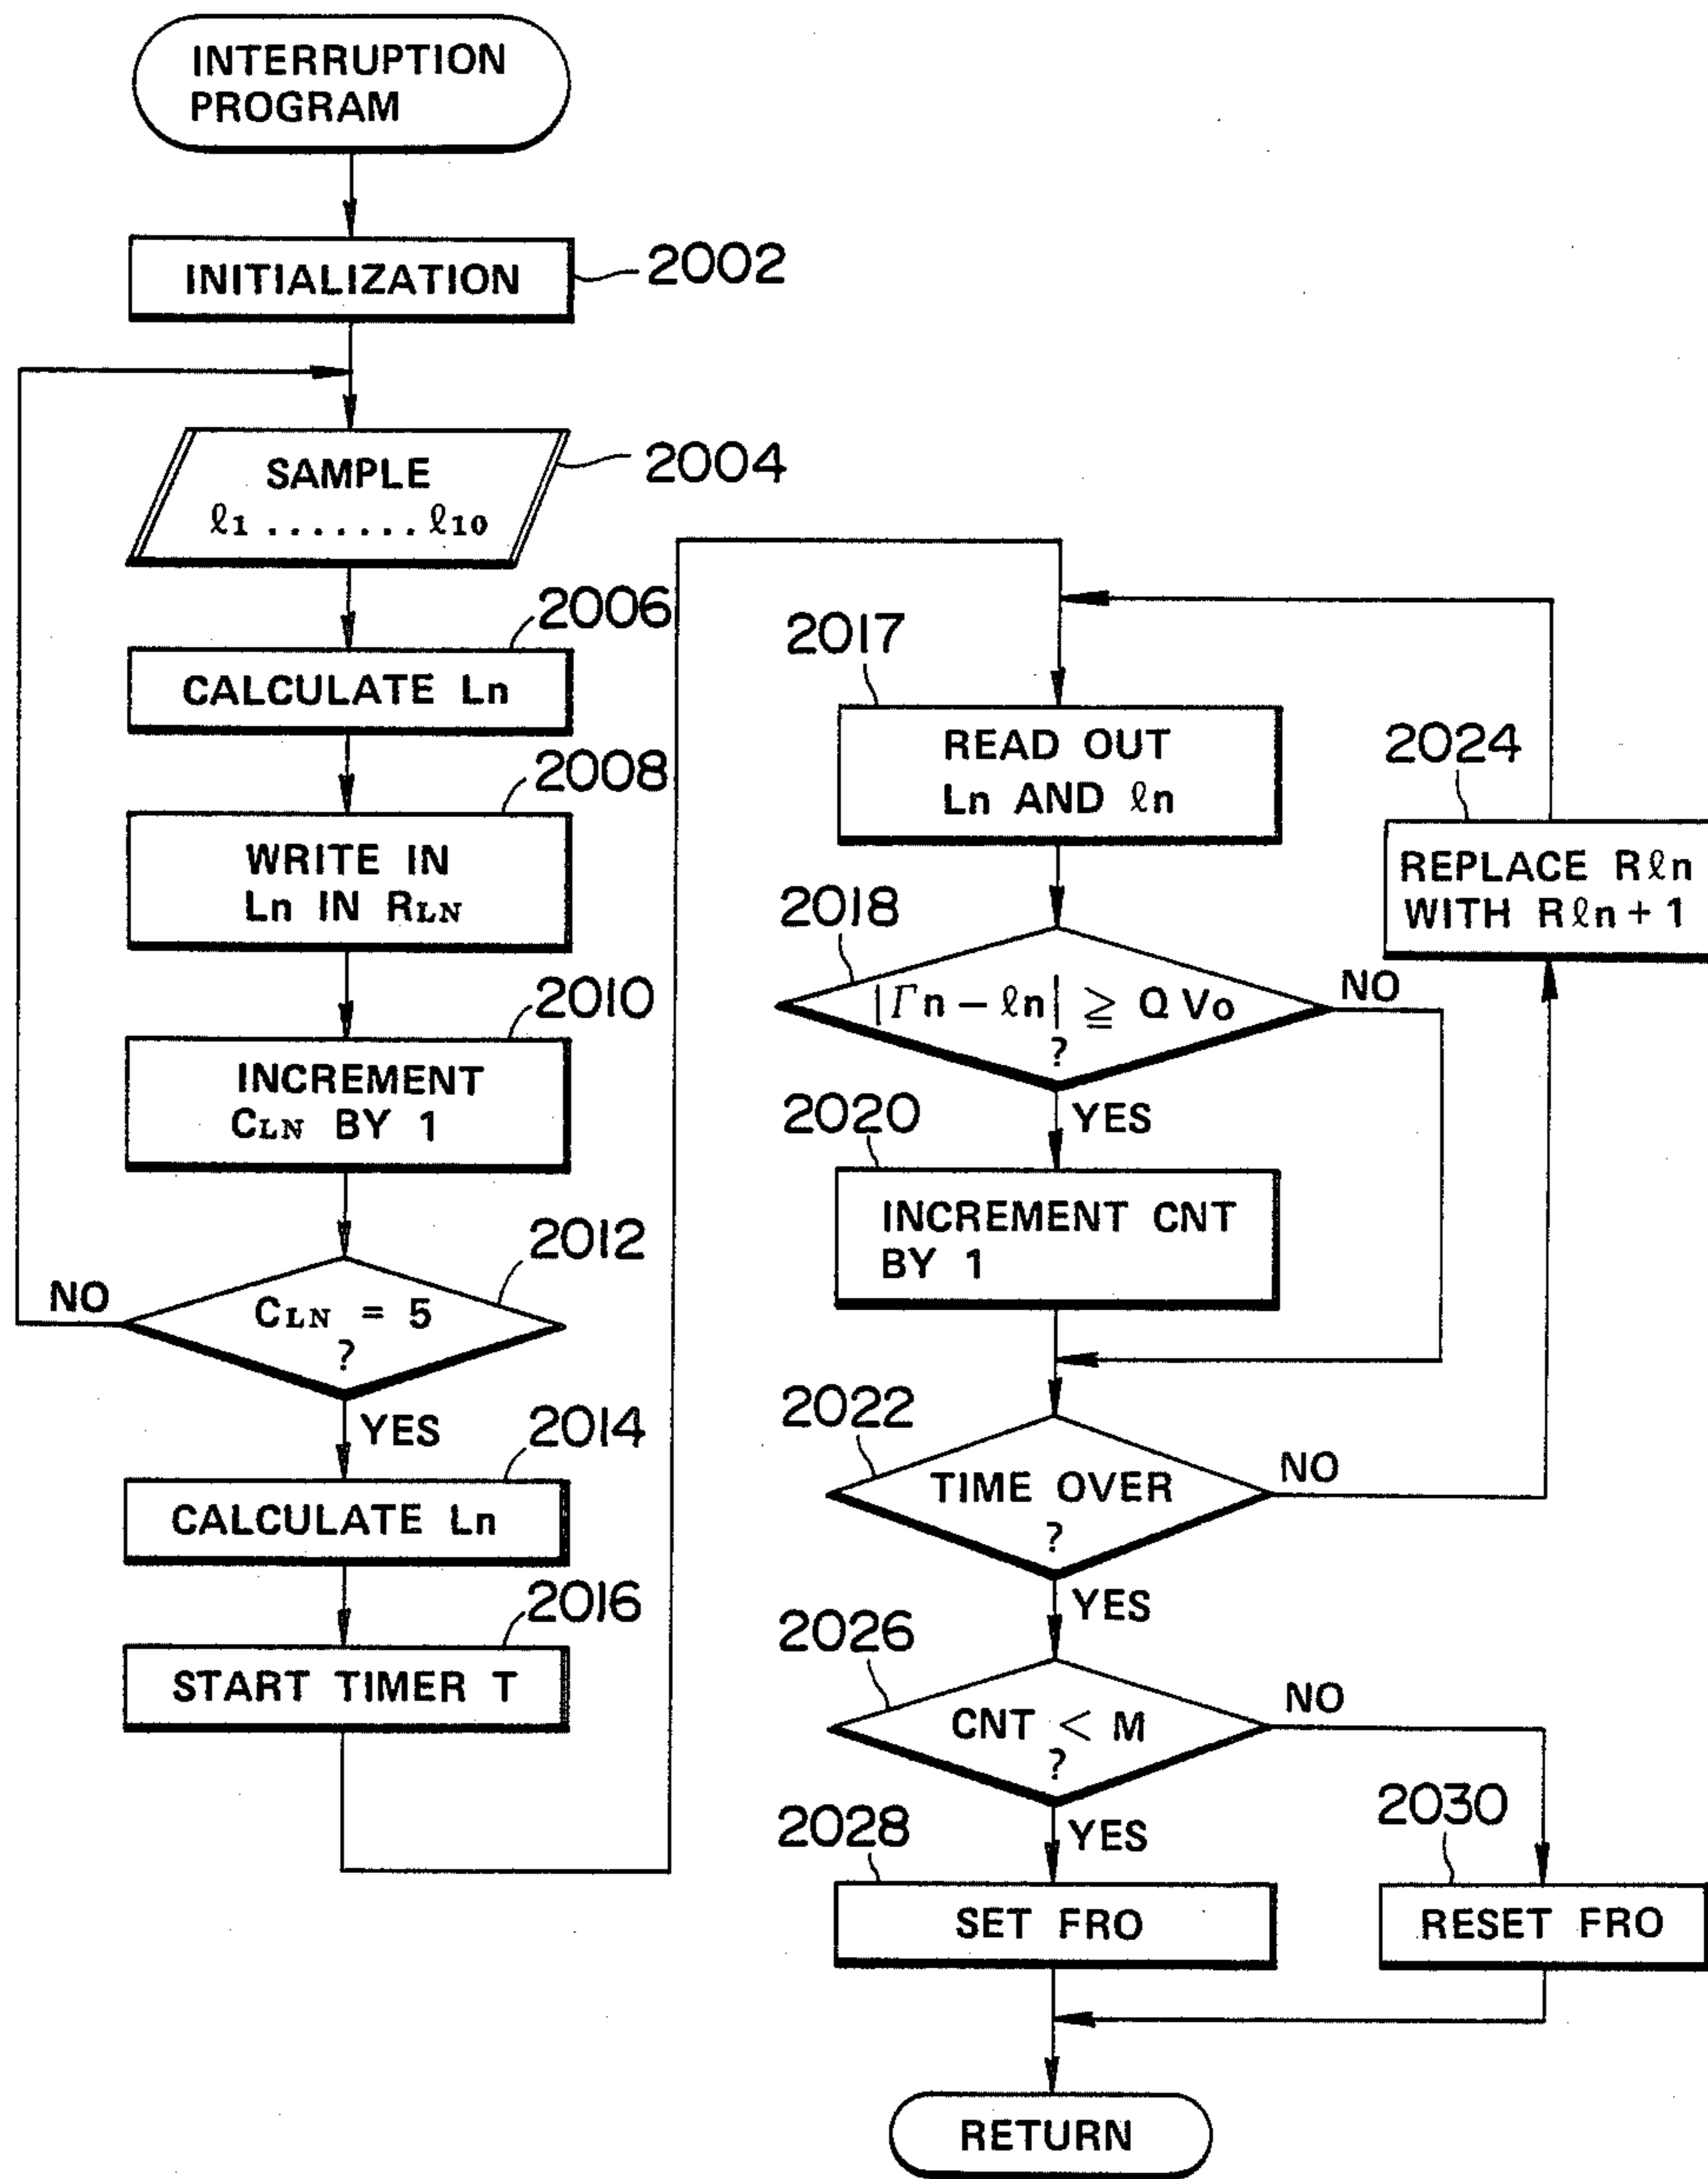 INTERRUPTION
PROGRAM
INITIALIZATION
2002
SAMPLE
ℓ1 ....... ℓ10
2004
2006
CALCULATE Ln
2008
WRITE IN
Ln IN RLN
2010
INCREMENT
CLN BY 1
2012
CLN = 5
?
NO
YES
2014
CALCULATE Ln
2016
START TIMER T
2017
READ OUT
Ln AND ℓn
2018
|Γn − ℓn| ≧ Q Vo
?
NO
YES
2020
INCREMENT CNT
BY 1
2022
TIME OVER
?
NO
YES
2024
REPLACE Rℓn
WITH Rℓn + 1
2026
CNT < M
?
NO
YES
2028
SET FRO
2030
RESET FRO
RETURN